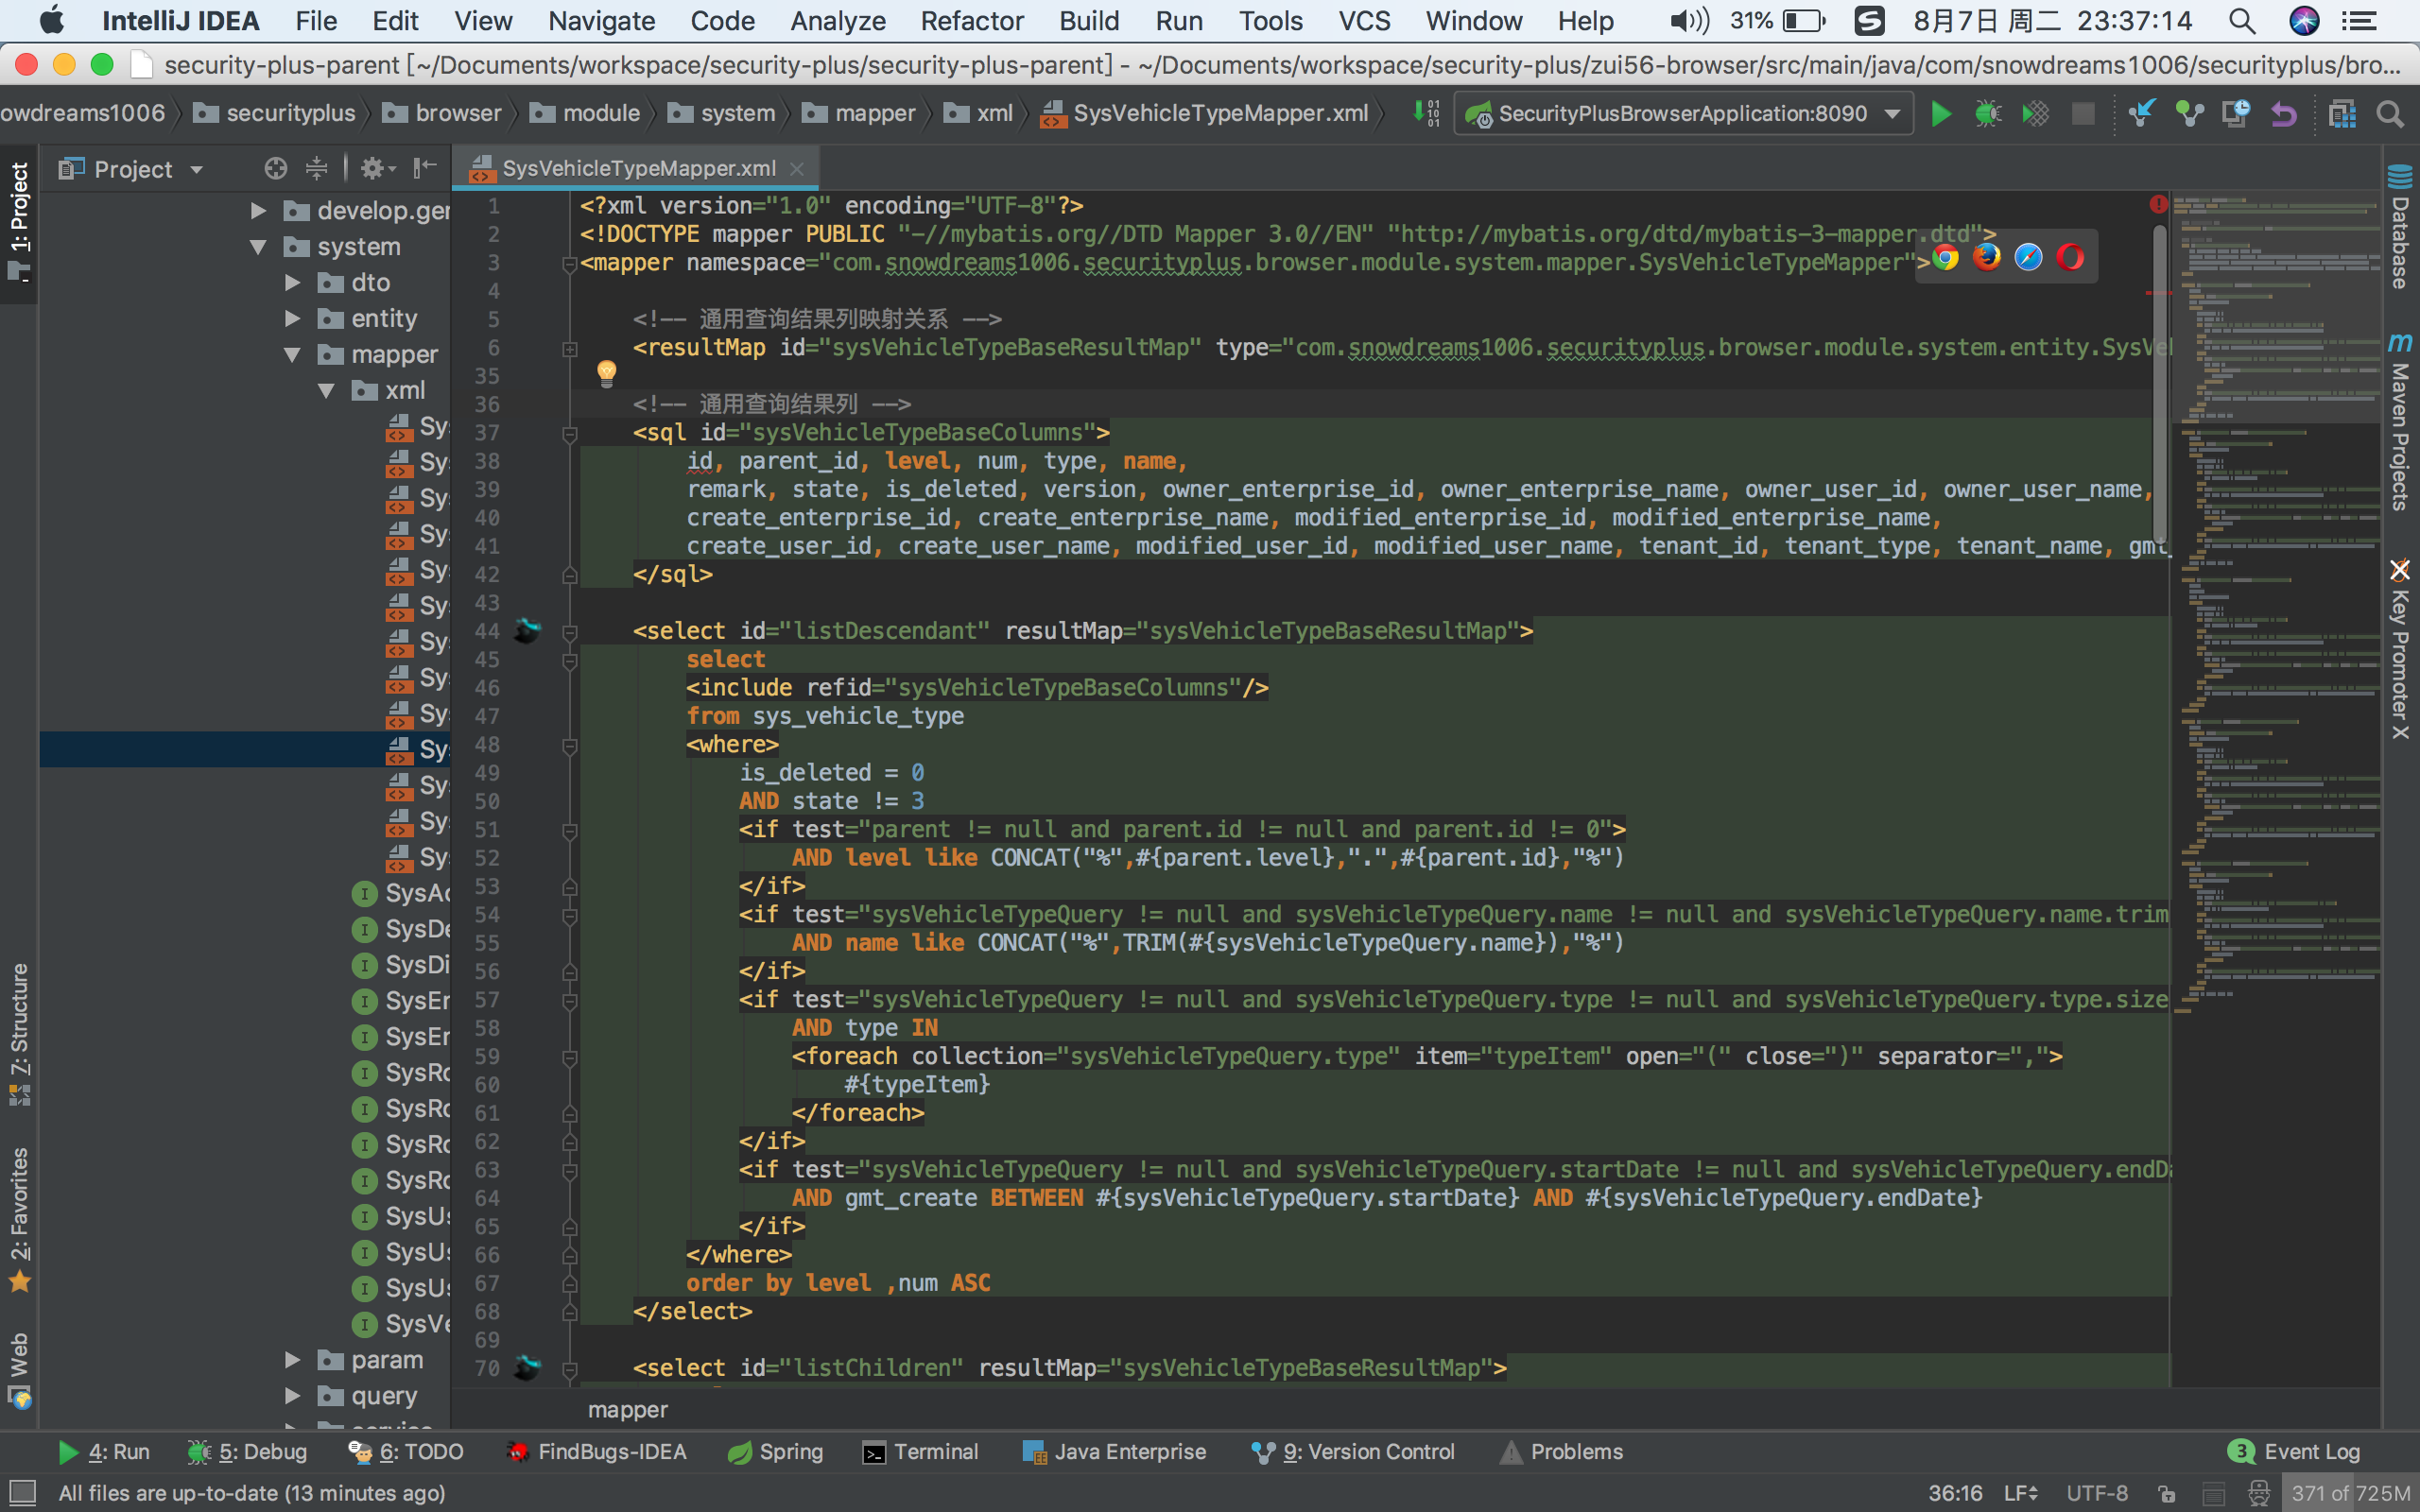 IntelliJ IDEA File Edit View Navigate Code Analyze Refactor Build Run Tools VCS Window Help 31% 8月7日 周二 23:37:14
security-plus-parent [~/Documents/workspace/security-plus/security-plus-parent] - ~/Documents/workspace/security-plus/zui56-browser/src/main/java/com/snowdreams1006/securityplus/bro...
owdreams1006 securityplus browser module system mapper xml SysVehicleTypeMapper.xml SecurityPlusBrowserApplication:8090
Project SysVehicleTypeMapper.xml
1: Project
Z: Structure
2: Favorites
Web
develop.ger
system
dto
entity
mapper
xml
Sy
Sy
Sy
Sy
Sy
Sy
Sy
Sy
Sy
Sy
Sy
Sy
Sy
SysAc
SysDe
SysDi
SysEr
SysEr
SysRo
SysRo
SysRo
SysRo
SysUs
SysUs
SysUs
SysVe
param
query
1 <?xml version="1.0" encoding="UTF-8"?>
2 <!DOCTYPE mapper PUBLIC "-//mybatis.org//DTD Mapper 3.0//EN" "http://mybatis.org/dtd/mybatis-3-mapper.dtd">
3 <mapper namespace="com.snowdreams1006.securityplus.browser.module.system.mapper.SysVehicleTypeMapper">
4
5 <!-- 通用查询结果列映射关系 -->
6 <resultMap id="sysVehicleTypeBaseResultMap" type="com.snowdreams1006.securityplus.browser.module.system.entity.SysVe
35
36 <!-- 通用查询结果列 -->
37 <sql id="sysVehicleTypeBaseColumns">
38 id, parent_id, level, num, type, name,
39 remark, state, is_deleted, version, owner_enterprise_id, owner_enterprise_name, owner_user_id, owner_user_name,
40 create_enterprise_id, create_enterprise_name, modified_enterprise_id, modified_enterprise_name,
41 create_user_id, create_user_name, modified_user_id, modified_user_name, tenant_id, tenant_type, tenant_name, gmt_
42 </sql>
43
44 <select id="listDescendant" resultMap="sysVehicleTypeBaseResultMap">
45 select
46 <include refid="sysVehicleTypeBaseColumns"/>
47 from sys_vehicle_type
48 <where>
49 is_deleted = 0
50 AND state != 3
51 <if test="parent != null and parent.id != null and parent.id != 0">
52 AND level like CONCAT("%",#{parent.level},".",#{parent.id},"%")
53 </if>
54 <if test="sysVehicleTypeQuery != null and sysVehicleTypeQuery.name != null and sysVehicleTypeQuery.name.trim
55 AND name like CONCAT("%",TRIM(#{sysVehicleTypeQuery.name}),"%")
56 </if>
57 <if test="sysVehicleTypeQuery != null and sysVehicleTypeQuery.type != null and sysVehicleTypeQuery.type.size
58 AND type IN
59 <foreach collection="sysVehicleTypeQuery.type" item="typeItem" open="(" close=")" separator=",">
60 #{typeItem}
61 </foreach>
62 </if>
63 <if test="sysVehicleTypeQuery != null and sysVehicleTypeQuery.startDate != null and sysVehicleTypeQuery.endDa
64 AND gmt_create BETWEEN #{sysVehicleTypeQuery.startDate} AND #{sysVehicleTypeQuery.endDate}
65 </if>
66 </where>
67 order by level ,num ASC
68 </select>
69
70 <select id="listChildren" resultMap="sysVehicleTypeBaseResultMap">
mapper
Database
Maven Projects
Key Promoter X
4: Run 5: Debug 6: TODO FindBugs-IDEA Spring Terminal Java Enterprise 9: Version Control Problems 3 Event Log
All files are up-to-date (13 minutes ago) 36:16 LF UTF-8 371 of 725M